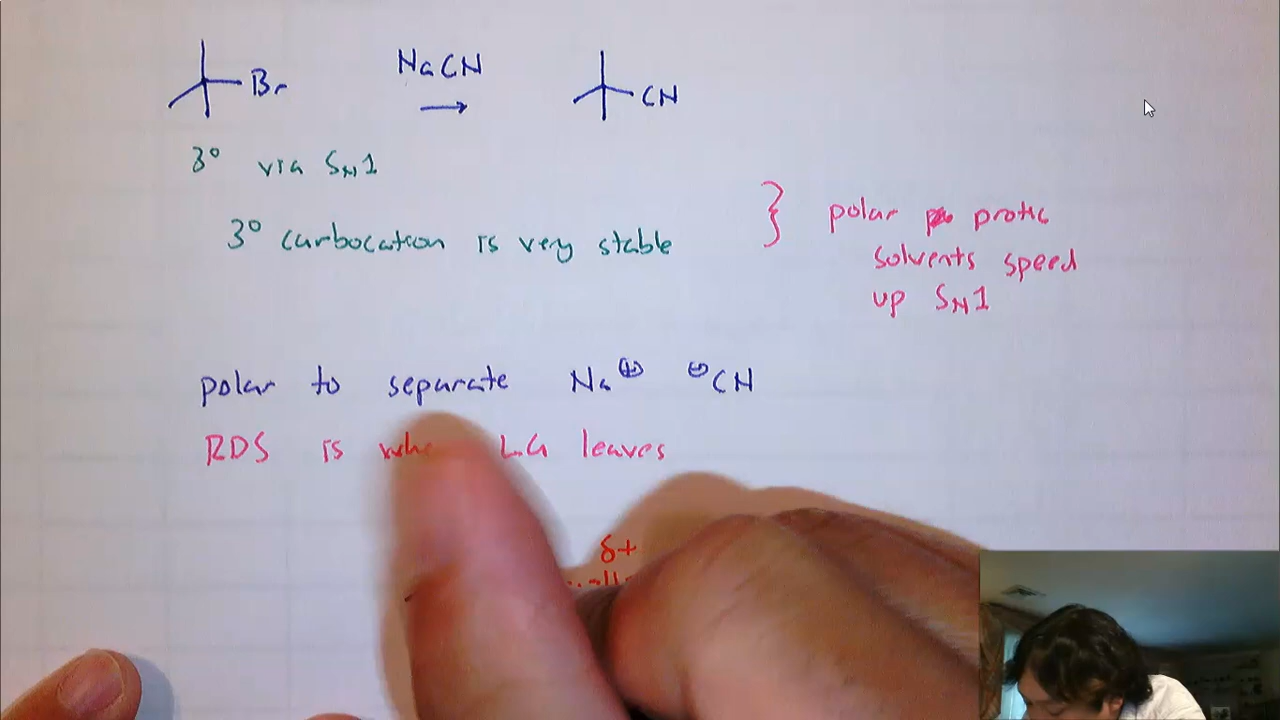 Br NaCN → CN
3° via SN1
3° carbocation is very stable
} polar protic
solvents speed
up SN1
polar to separate Na⊕ ⊖CN
RDS is LG leaves
δ+